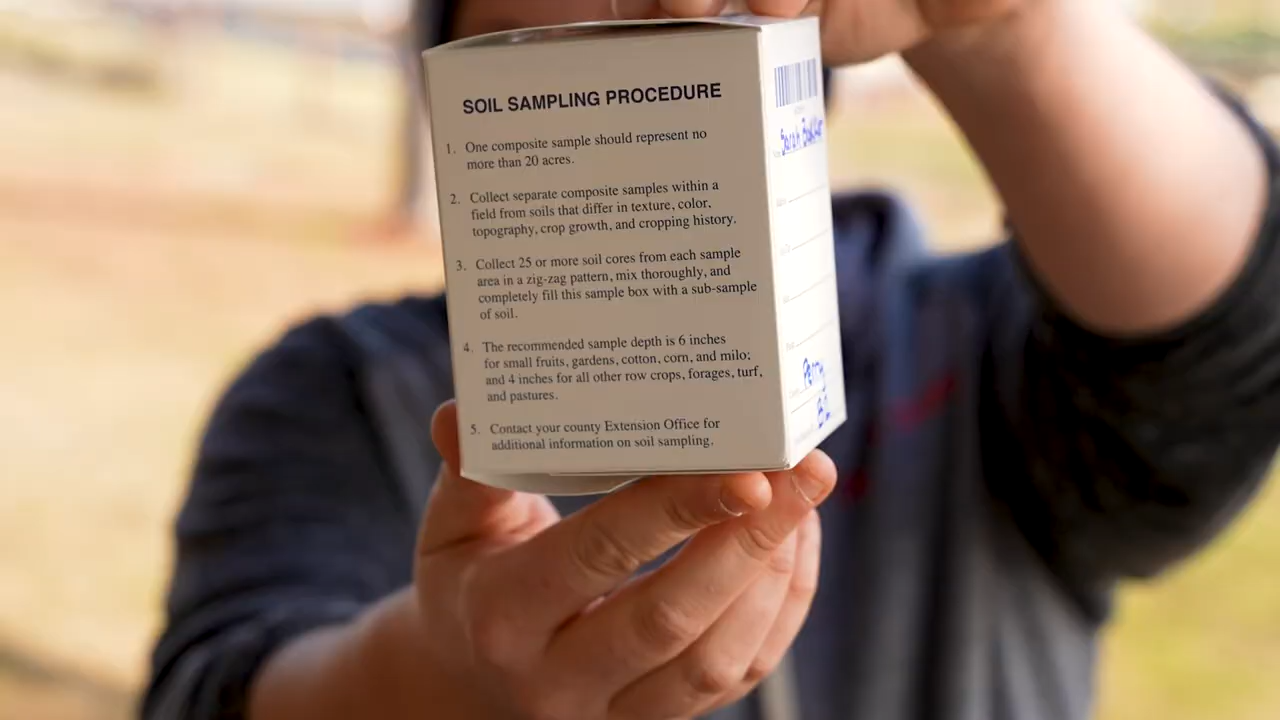 SOIL SAMPLING PROCEDURE
1. One composite sample should represent no
more than 20 acres.
2. Collect separate composite samples within a
field from soils that differ in texture, color,
topography, crop growth, and cropping history.
3. Collect 25 or more soil cores from each sample
area in a zig-zag pattern, mix thoroughly, and
completely fill this sample box with a sub-sample
of soil.
4. The recommended sample depth is 6 inches
for small fruits, gardens, cotton, corn, and milo;
and 4 inches for all other row crops, forages, turf,
and pastures.
5. Contact your county Extension Office for
additional information on soil sampling.
Sarah
Perry
B2